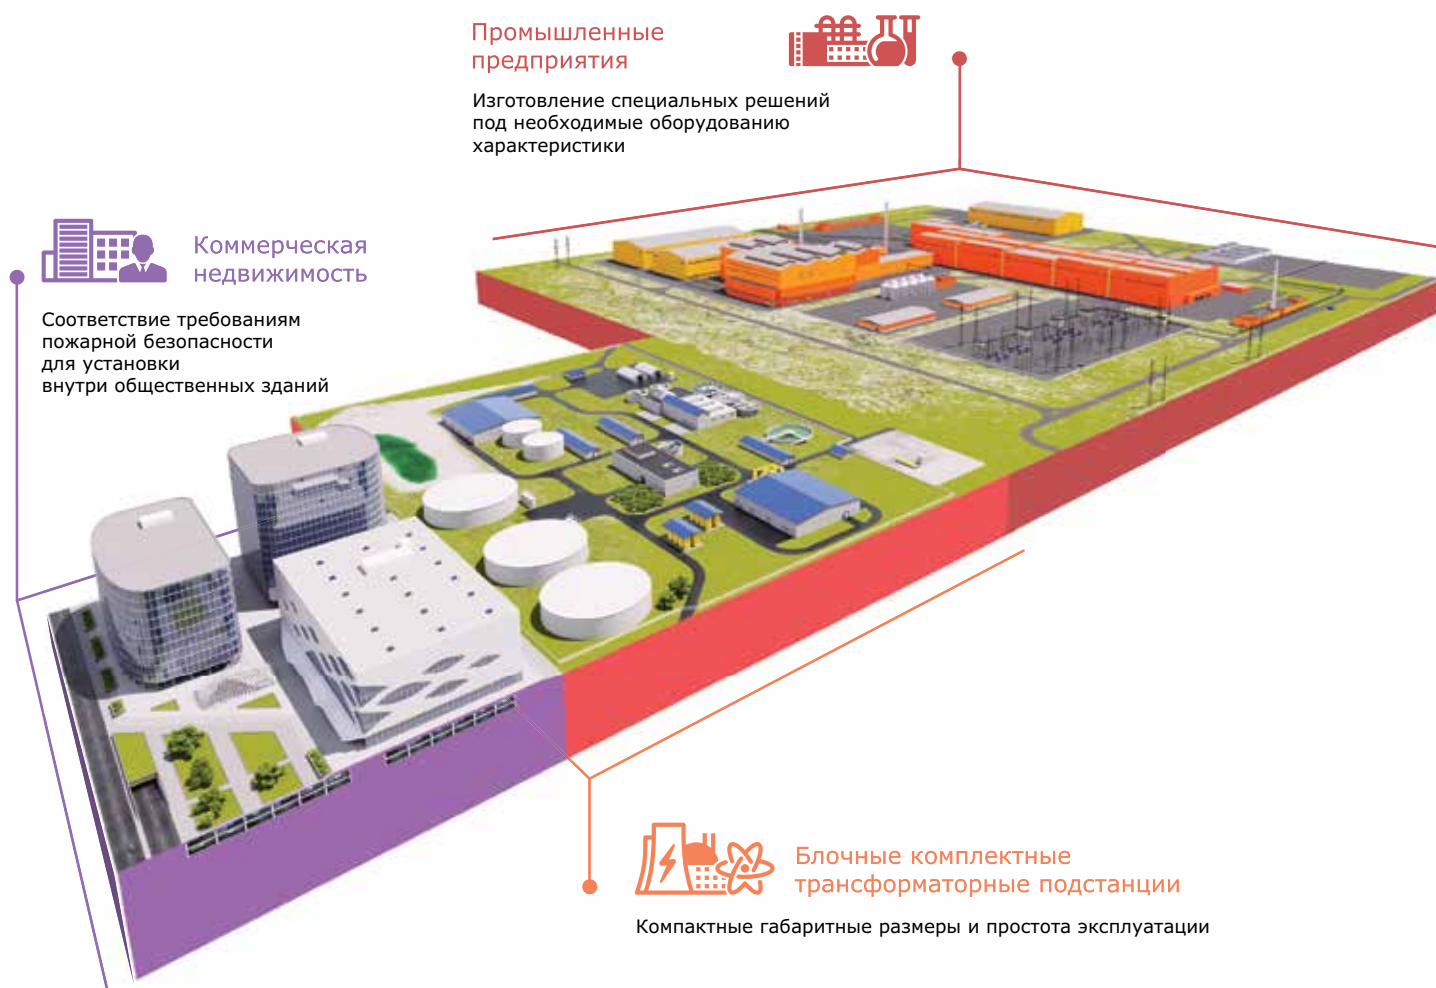 Промышленные
предприятия
Изготовление специальных решений
под необходимые оборудованию
характеристики
Коммерческая
недвижимость
Соответствие требованиям
пожарной безопасности
для установки
внутри общественных зданий
Блочные комплектные
трансформаторные подстанции
Компактные габаритные размеры и простота эксплуатации